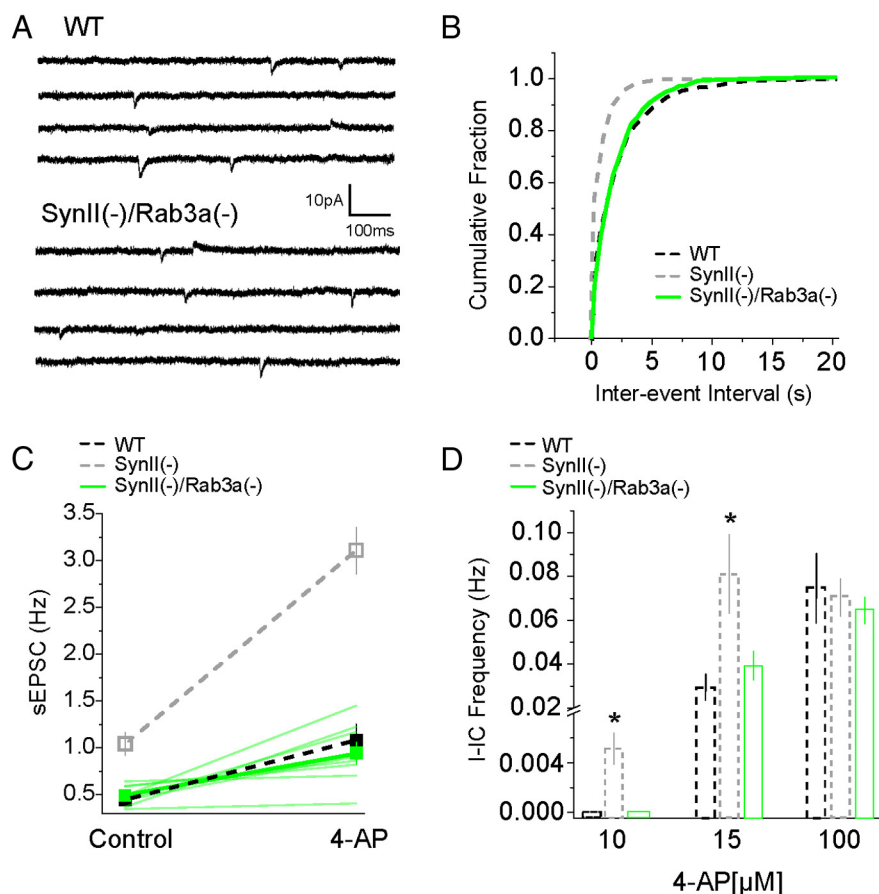 A
WT
SynII(-)/Rab3a(-)
10pA
100ms
B
Cumulative Fraction
1.0
0.8
0.6
0.4
0.2
0.0
WT
SynII(-)
SynII(-)/Rab3a(-)
0 5 10 15 20
Inter-event Interval (s)
C
WT
SynII(-)
SynII(-)/Rab3a(-)
sEPSC (Hz)
3.5
3.0
2.5
2.0
1.5
1.0
0.5
Control 4-AP
D
WT
SynII(-)
SynII(-)/Rab3a(-)
I-IC Frequency (Hz)
0.10
0.08
0.06
0.04
0.02
0.004
0.000
*
*
10 15 100
4-AP[µM]